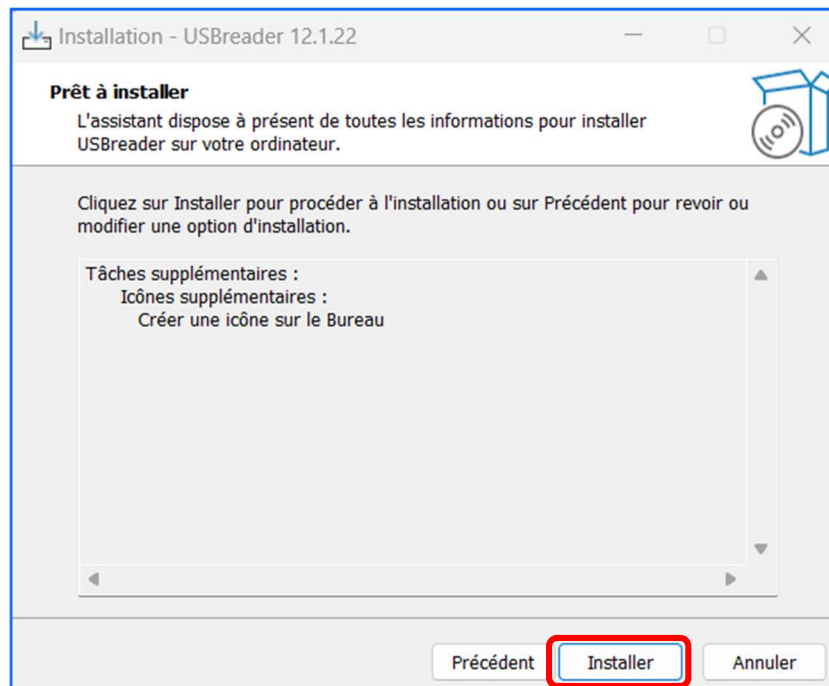 Installation - USBreader 12.1.22
Prêt à installer
L'assistant dispose à présent de toutes les informations pour installer
USBreader sur votre ordinateur.
Cliquez sur Installer pour procéder à l'installation ou sur Précédent pour revoir ou
modifier une option d'installation.
Tâches supplémentaires :
Icônes supplémentaires :
Créer une icône sur le Bureau
Précédent Installer Annuler